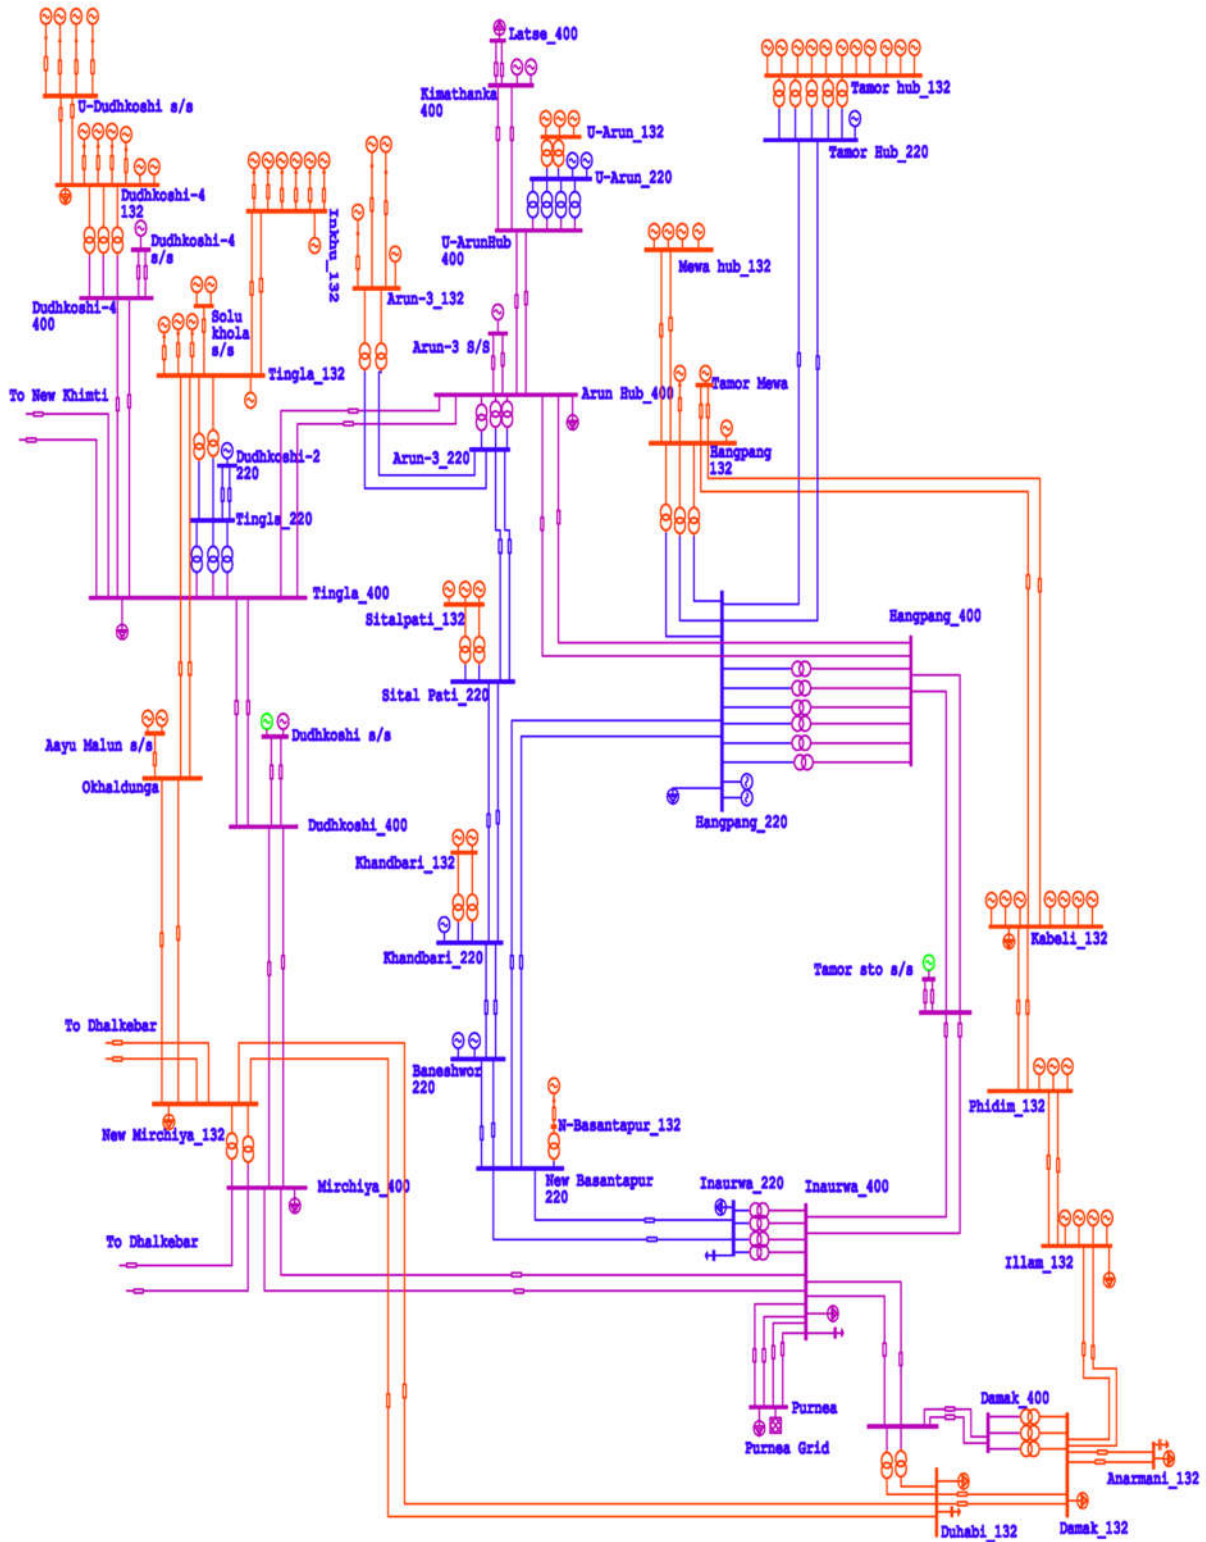 Latse_400
U-Dudhkoshi s/s
Kimathanka
400
Tamor hub_132
U-Arun_132
Tamor Hub_220
U-Arun_220
Dudhkoshi-4
132
Inkhu_132
Dudhkoshi-4
s/s
U-ArunHub
400
Mewa hub_132
Dudhkoshi-4
400
Solu
khola
s/s
Arun-3_132
Arun-3 S/S
Tingla_132
To New Khimti
Arun Hub_400
Tamor Mewa
Dudhkoshi-2
220
Arun-3_220
Hangpang
132
Tingla_220
Tingla_400
Sitalpati_132
Hangpang_400
Sital Pati_220
Aayu Malun s/s
Dudhkoshi s/s
Okhaldunga
Dudhkoshi_400
Hangpang_220
Khandbari_132
Kabeli_132
Khandbari_220
Tamor sto s/s
To Dhalkebar
Baneshwor
220
Phidim_132
New Mirchiya_132
N-Basantapur_132
Mirchiya_400
New Basantapur
220
Inaurwa_220
Inaurwa_400
To Dhalkebar
Illam_132
Damak_400
Purnea
Purnea Grid
Anarmani_132
Duhabi_132
Damak_132